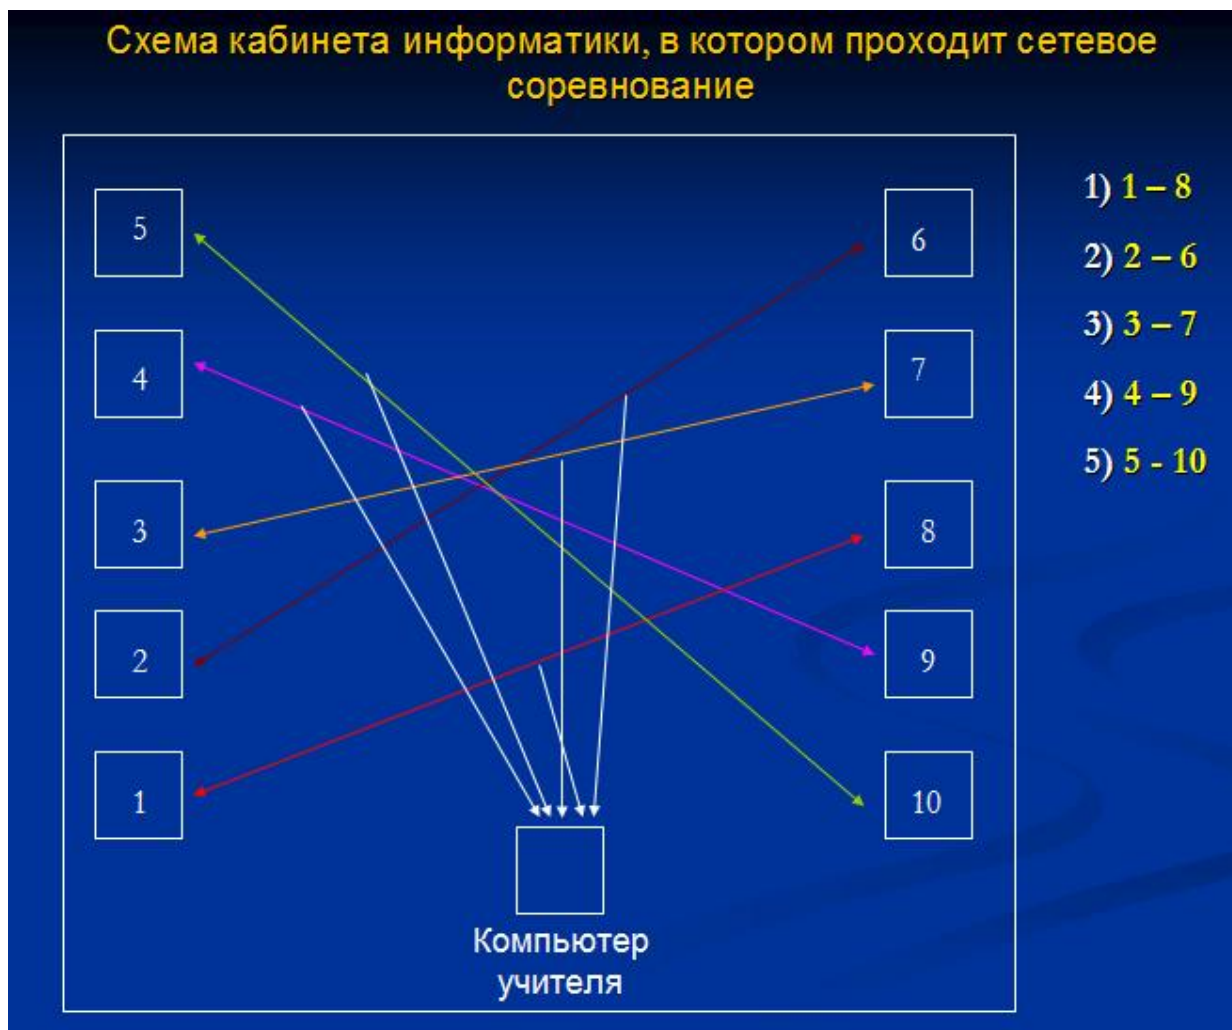 Схема кабинета информатики, в котором проходит сетевое
соревнование
5
4
3
2
1
6
7
8
9
10
Компьютер
учителя
1) 1 – 8
2) 2 – 6
3) 3 – 7
4) 4 – 9
5) 5 - 10